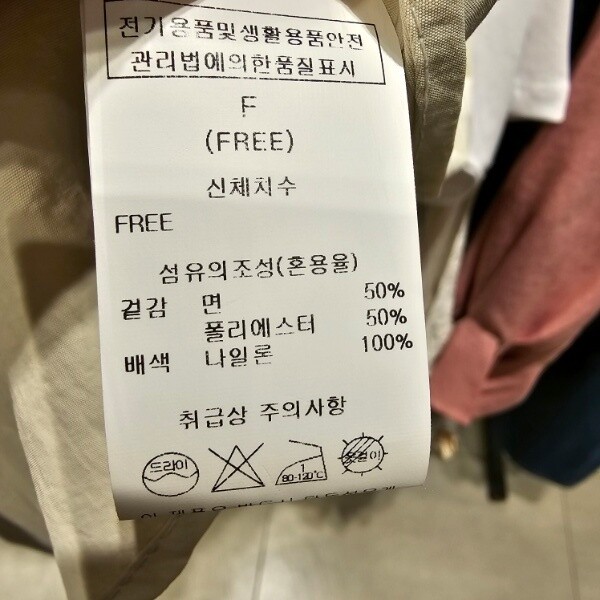 전기용품및생활용품안전
관리법에의한품질표시
F
(FREE)
신체치수
FREE
섬유의조성(혼용율)
겉감 면 50%
폴리에스터 50%
배색 나일론 100%
취급상 주의사항
드라이
1
80-120℃
옷걸이